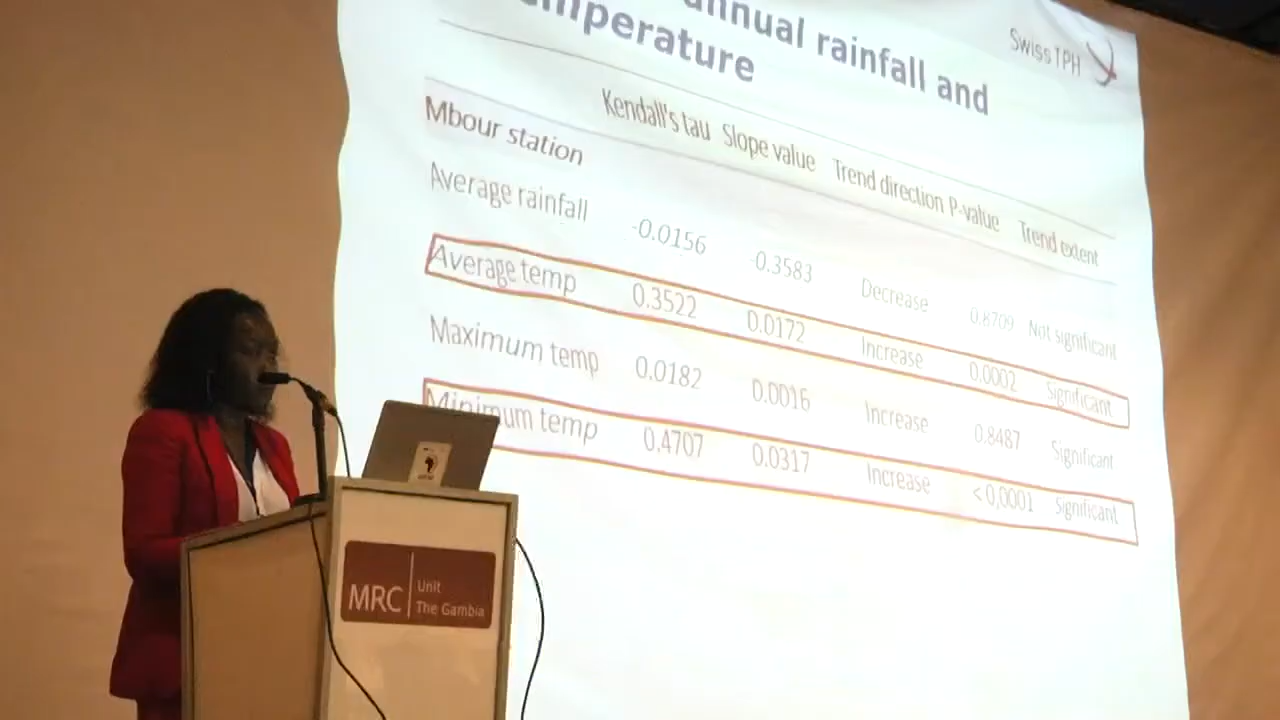 annual rainfall and
temperature
Swiss TPH
Kendall's tau Slope value Trend direction P-value Trend extent
Mbour station
Average rainfall -0.0156 -0.3583 Decrease 0.8709 Not significant
Average temp 0.3522 0.0172 Increase 0.0002 Significant
Maximum temp 0.0182 0.0016 Increase 0.8487 Significant
Minimum temp 0.4707 0.0317 Increase <0,0001 Significant
MRC Unit
The Gambia